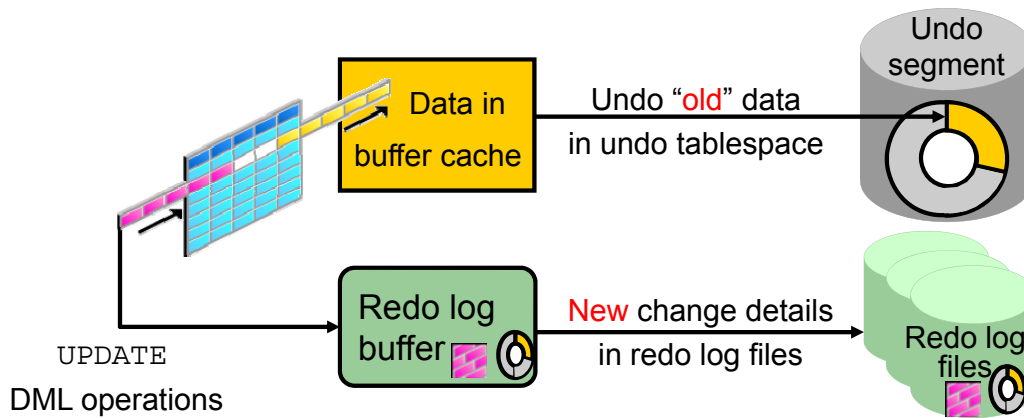 Undo
segment
Data in
buffer cache
Undo “old” data
in undo tablespace
Redo log
buffer
New change details
in redo log files
Redo log
files
UPDATE
DML operations